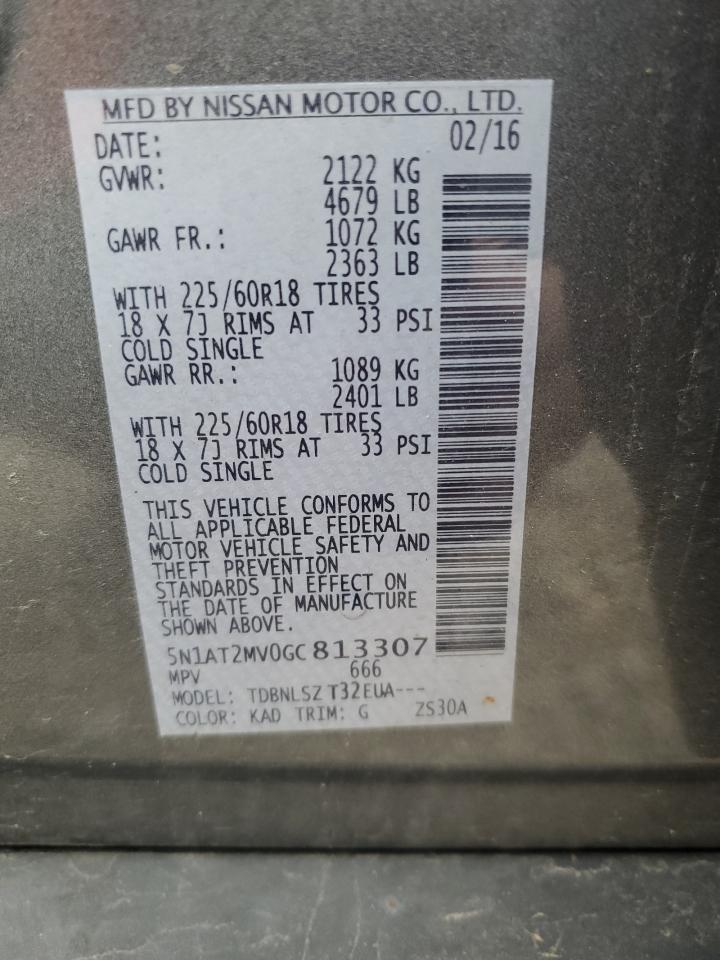 MFD BY NISSAN MOTOR CO., LTD.
DATE: 02/16
GVWR: 2122 KG
4679 LB
GAWR FR.: 1072 KG
2363 LB
WITH 225/60R18 TIRES
18 X 7J RIMS AT 33 PSI
COLD SINGLE
GAWR RR.: 1089 KG
2401 LB
WITH 225/60R18 TIRES
18 X 7J RIMS AT 33 PSI
COLD SINGLE
THIS VEHICLE CONFORMS TO
ALL APPLICABLE FEDERAL
MOTOR VEHICLE SAFETY AND
THEFT PREVENTION
STANDARDS IN EFFECT ON
THE DATE OF MANUFACTURE
SHOWN ABOVE.
5N1AT2MV0GC813307
MPV 666
MODEL: TDBNLSZ T32EUA---
COLOR: KAD TRIM: G ZS30A